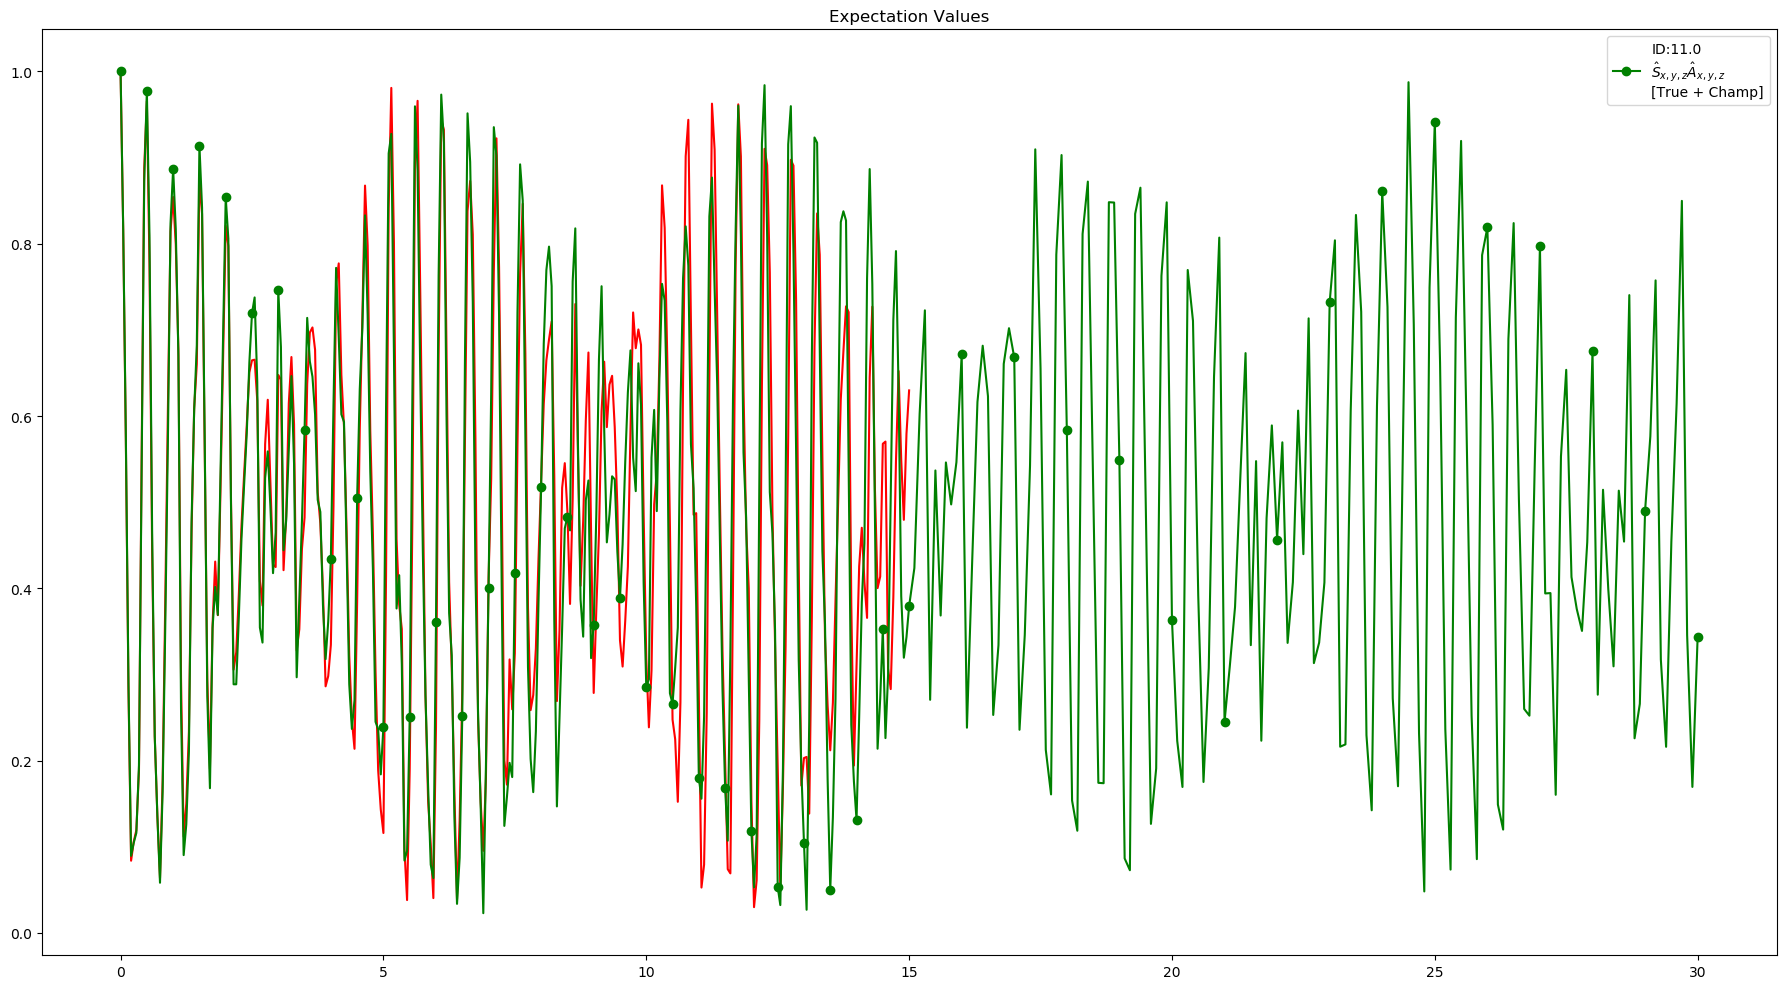 Expectation Values
ID:11.0
$\hat{S}_{x,y,z}\hat{A}_{x,y,z}$
[True + Champ]
1.0
0.8
0.6
0.4
0.2
0.0
0 5 10 15 20 25 30